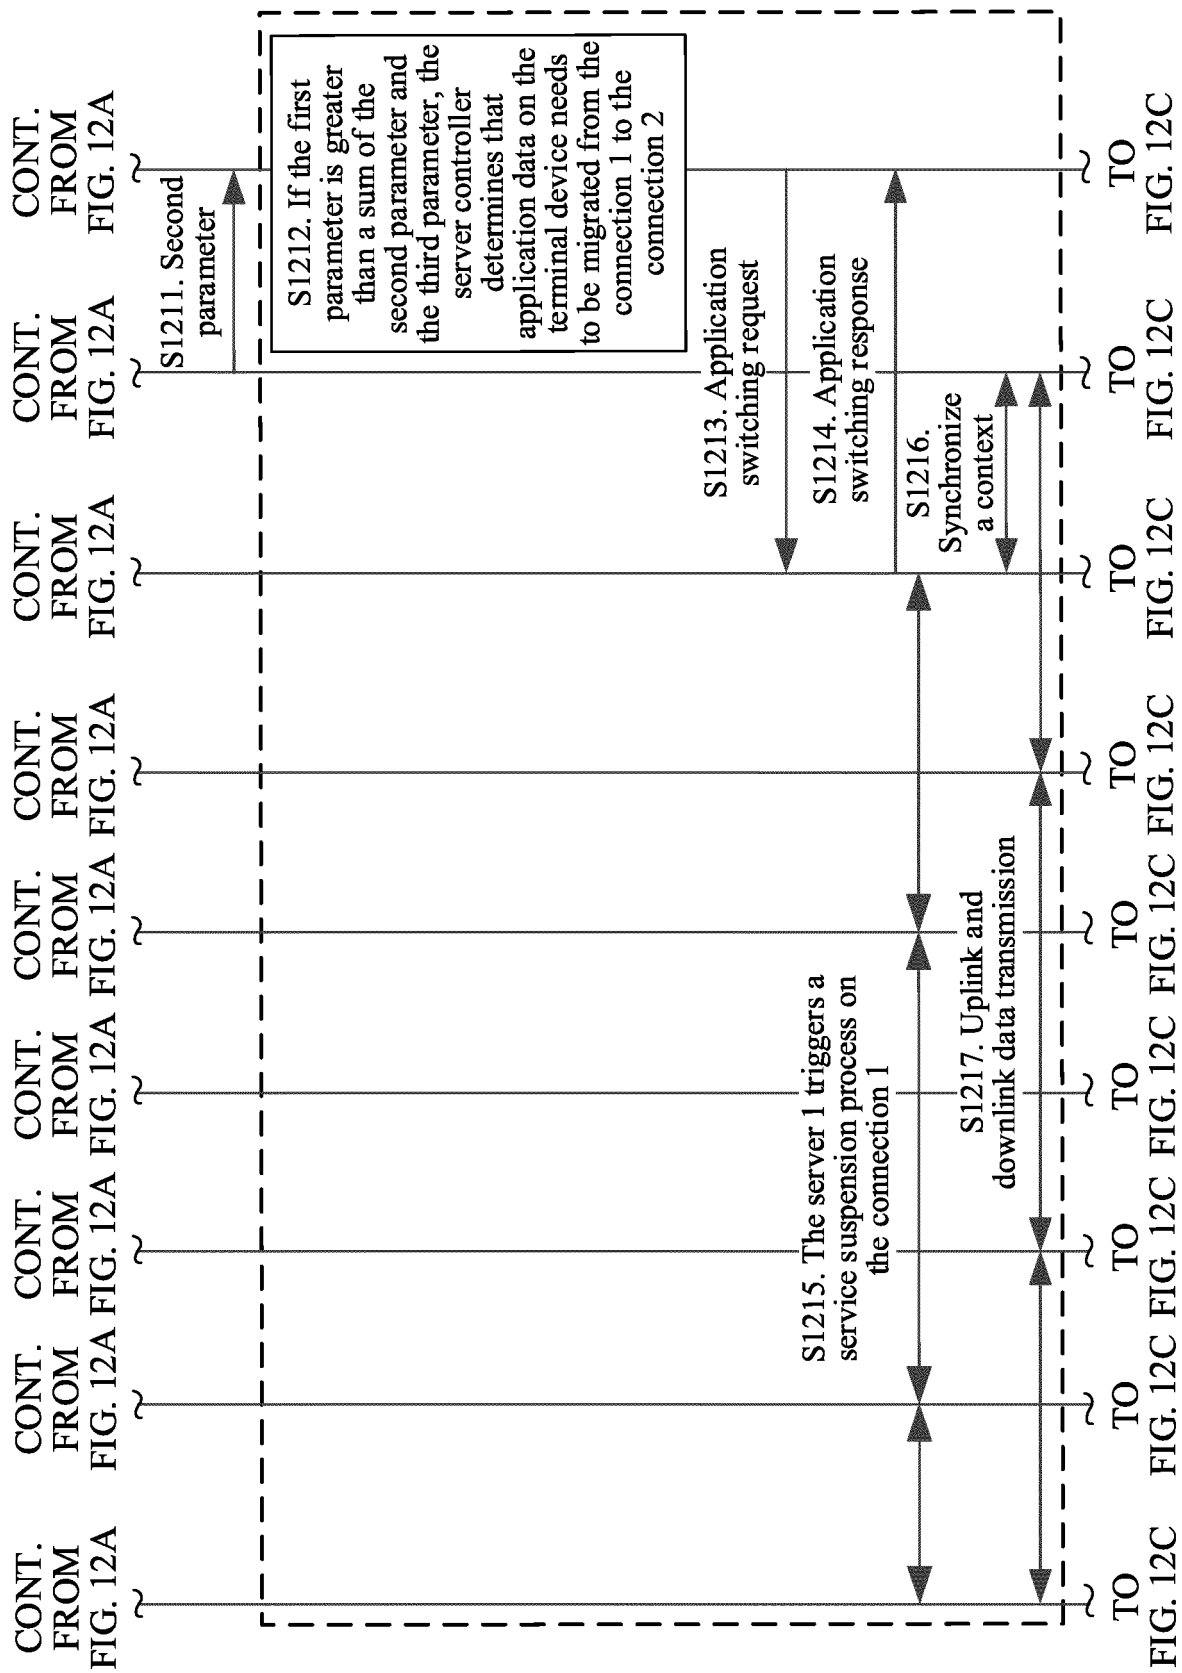 CONT.
FROM
FIG. 12A
CONT.
FROM
FIG. 12A
CONT.
FROM
FIG. 12A
CONT.
FROM
FIG. 12A
CONT.
FROM
FIG. 12A
CONT.
FROM
FIG. 12A
CONT.
FROM
FIG. 12A
CONT.
FROM
FIG. 12A
CONT.
FROM
FIG. 12A
S1211. Second
parameter
S1212. If the first
parameter is greater
than a sum of the
second parameter and
the third parameter, the
server controller
determines that
application data on the
terminal device needs
to be migrated from the
connection 1 to the
connection 2
S1213. Application
switching request
S1214. Application
switching response
S1215. The server 1 triggers a
service suspension process on
the connection 1
S1216.
Synchronize
a context
S1217. Uplink and
downlink data transmission
TO
FIG. 12C
TO
FIG. 12C
TO
FIG. 12C
TO
FIG. 12C
TO
FIG. 12C
TO
FIG. 12C
TO
FIG. 12C
TO
FIG. 12C
TO
FIG. 12C